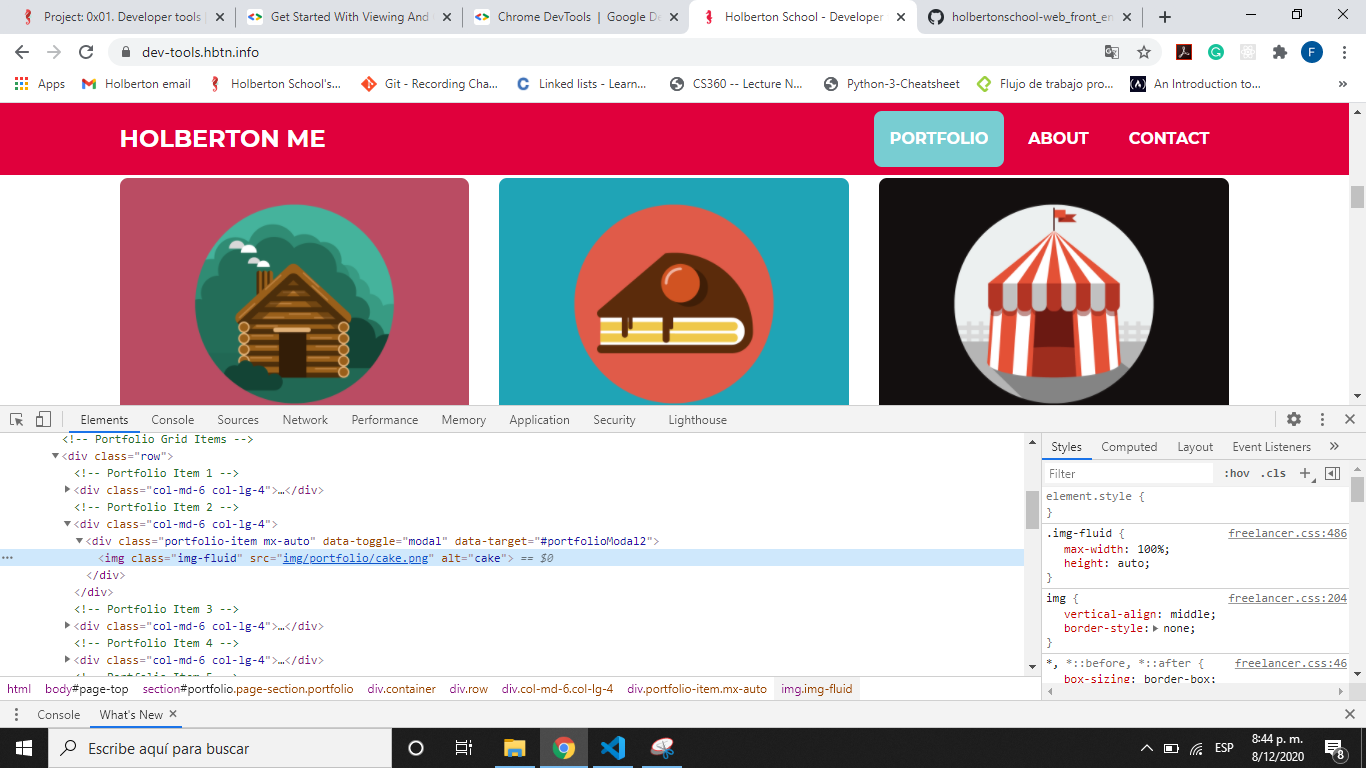 Project: 0x01. Developer tools
Get Started With Viewing And
Chrome DevTools | Google De
Holberton School - Developer
holbertonschool-web_front_en
dev-tools.hbtn.info
F
Apps
Holberton email
Holberton School's...
Git - Recording Cha...
Linked lists - Learn...
CS360 -- Lecture N...
Python-3-Cheatsheet
Flujo de trabajo pro...
An Introduction to...
»
HOLBERTON ME
PORTFOLIO
ABOUT
CONTACT
Elements
Console
Sources
Network
Performance
Memory
Application
Security
Lighthouse
<!-- Portfolio Grid Items -->
<div class="row">
<!-- Portfolio Item 1 -->
<div class="col-md-6 col-lg-4">…</div>
<!-- Portfolio Item 2 -->
<div class="col-md-6 col-lg-4">
<div class="portfolio-item mx-auto" data-toggle="modal" data-target="#portfolioModal2">
<img class="img-fluid" src="img/portfolio/cake.png" alt="cake"> == $0
</div>
</div>
<!-- Portfolio Item 3 -->
<div class="col-md-6 col-lg-4">…</div>
<!-- Portfolio Item 4 -->
<div class="col-md-6 col-lg-4">…</div>
<!-- Portfolio Item 5 -->
Styles
Computed
Layout
Event Listeners
»
Filter
:hov
.cls
+
element.style {
}
.img-fluid { freelancer.css:486
max-width: 100%;
height: auto;
}
img { freelancer.css:204
vertical-align: middle;
border-style: none;
}
*, *::before, *::after { freelancer.css:46
box-sizing: border-box;
html
body#page-top
section#portfolio.page-section.portfolio
div.container
div.row
div.col-md-6.col-lg-4
div.portfolio-item.mx-auto
img.img-fluid
Console
What's New
Escribe aquí para buscar
ESP
8:44 p. m.
8/12/2020
8